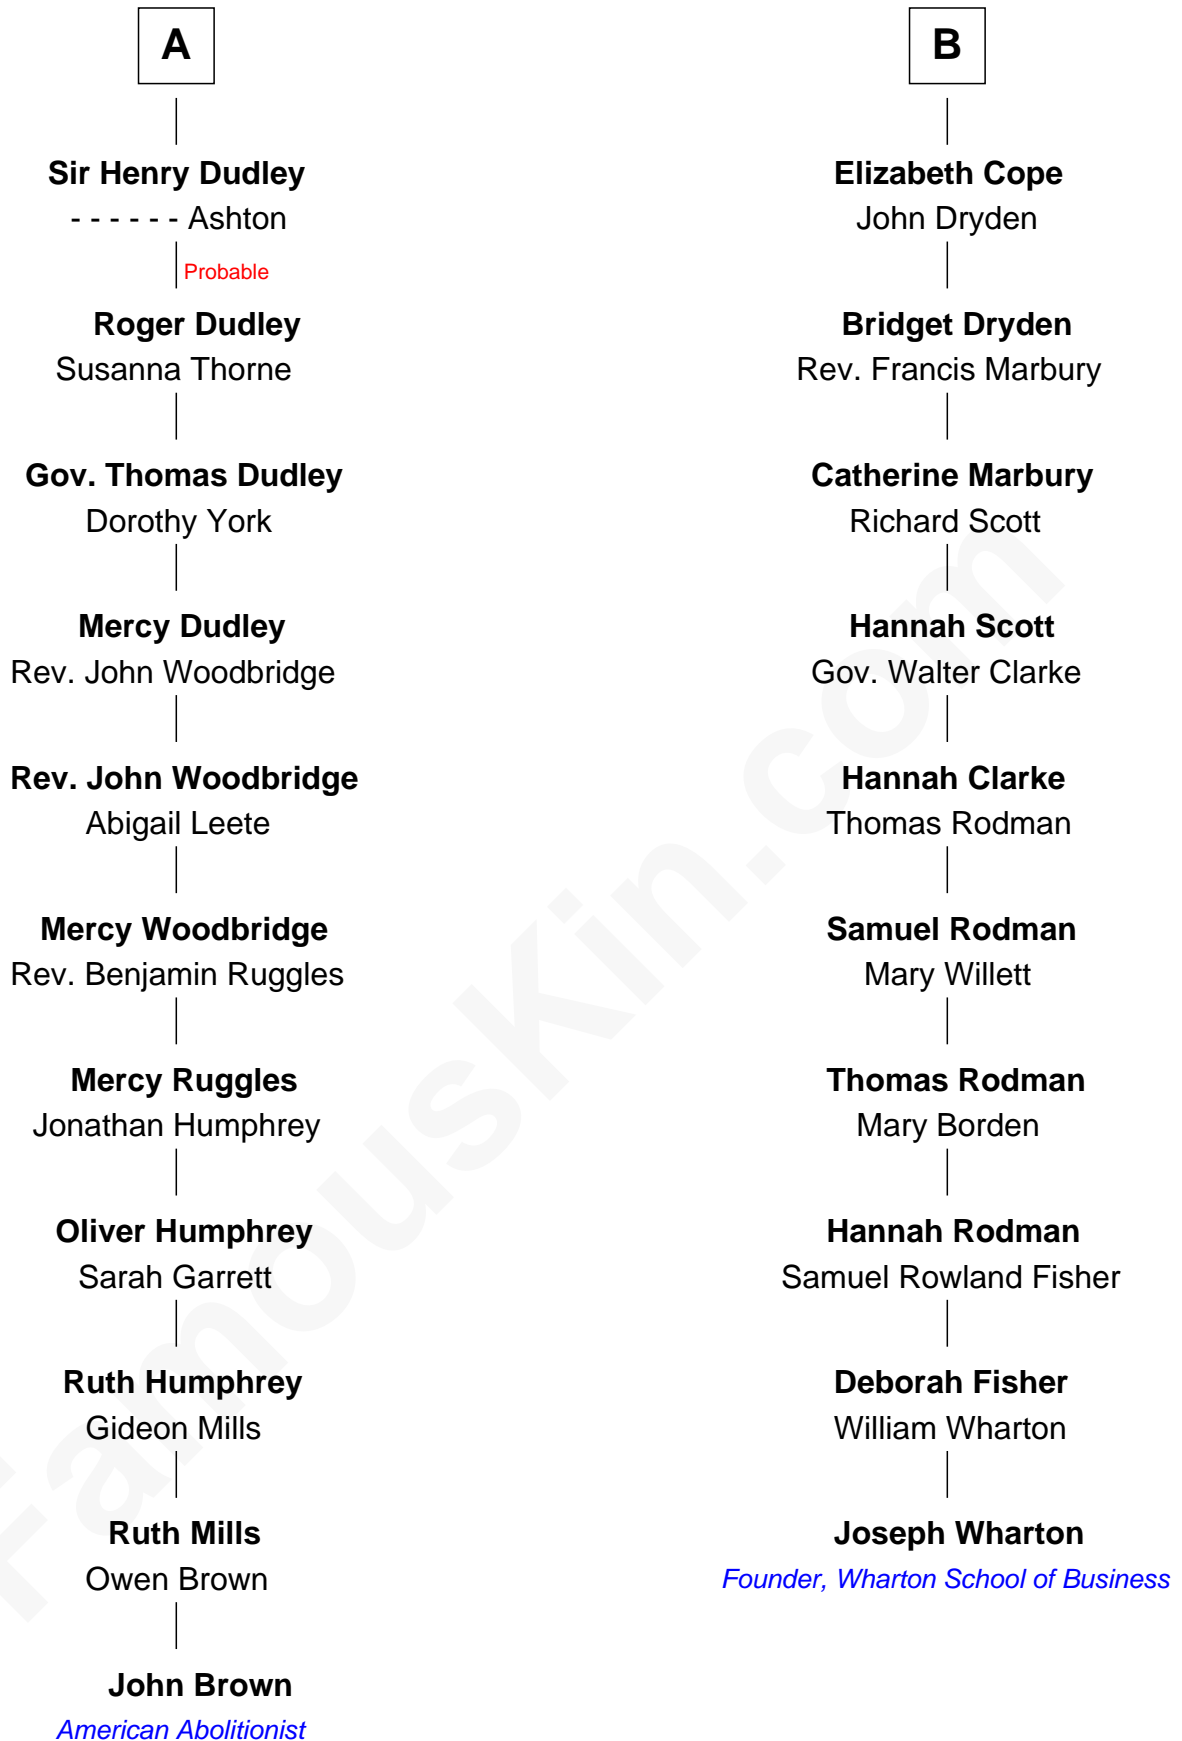 A
Sir Henry Dudley
- - - - - - Ashton
Probable
Roger Dudley
Susanna Thorne
Gov. Thomas Dudley
Dorothy York
Mercy Dudley
Rev. John Woodbridge
Rev. John Woodbridge
Abigail Leete
Mercy Woodbridge
Rev. Benjamin Ruggles
Mercy Ruggles
Jonathan Humphrey
Oliver Humphrey
Sarah Garrett
Ruth Humphrey
Gideon Mills
Ruth Mills
Owen Brown
John Brown
American Abolitionist
B
Elizabeth Cope
John Dryden
Bridget Dryden
Rev. Francis Marbury
Catherine Marbury
Richard Scott
Hannah Scott
Gov. Walter Clarke
Hannah Clarke
Thomas Rodman
Samuel Rodman
Mary Willett
Thomas Rodman
Mary Borden
Hannah Rodman
Samuel Rowland Fisher
Deborah Fisher
William Wharton
Joseph Wharton
Founder, Wharton School of Business
FamousKin.com